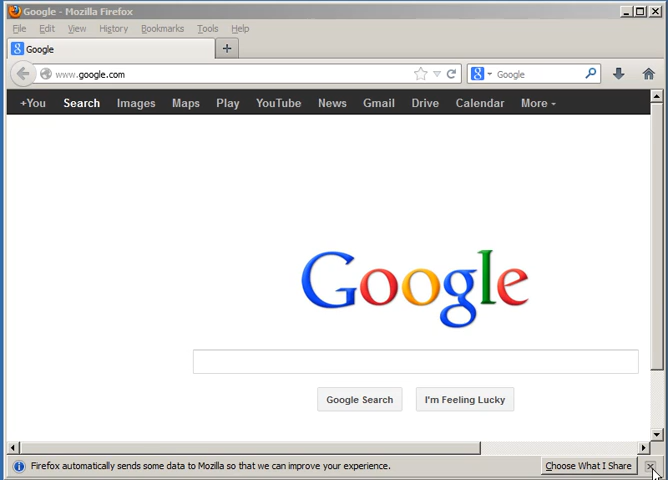 Google - Mozilla Firefox
File Edit View History Bookmarks Tools Help
Google
www.google.com Google
+You Search Images Maps Play YouTube News Gmail Drive Calendar More
Google
Google Search I'm Feeling Lucky
Firefox automatically sends some data to Mozilla so that we can improve your experience. Choose What I Share